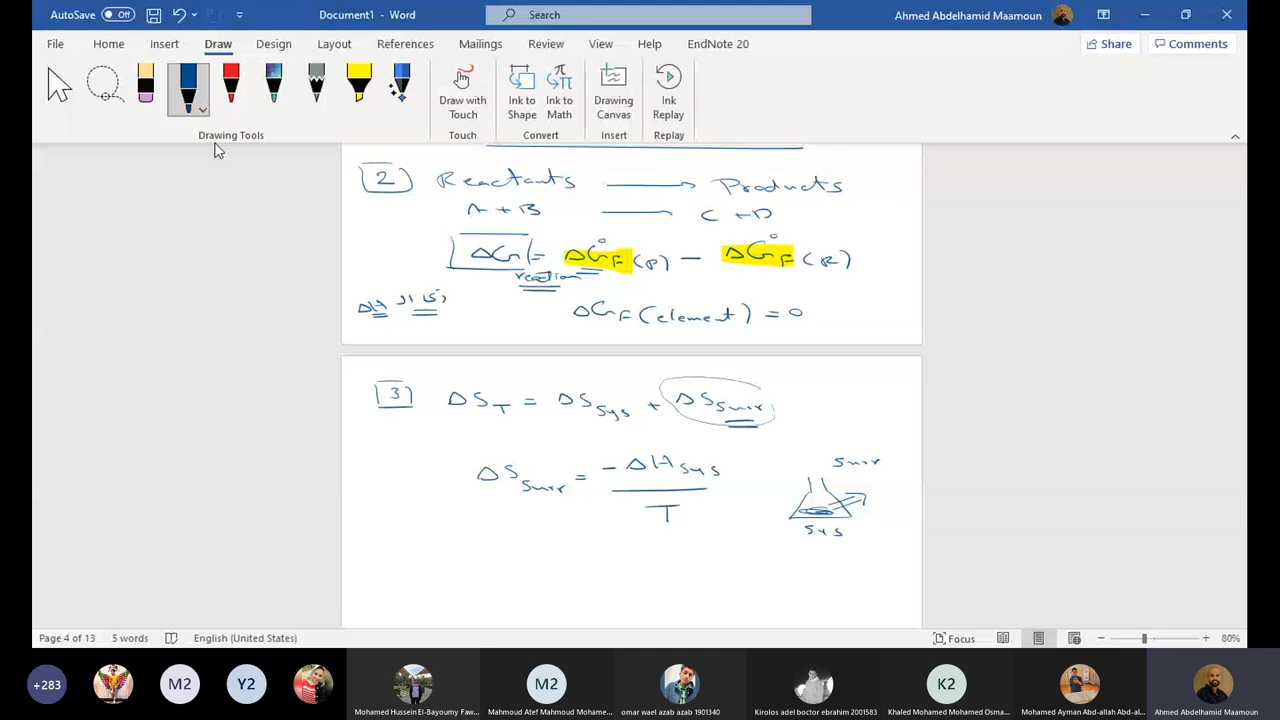 AutoSave Off Document1 - Word Search Ahmed Abdelhamid Maamoun
File Home Insert Draw Design Layout References Mailings Review View Help EndNote 20 Share Comments
Draw with Touch Ink to Shape Ink to Math Drawing Canvas Ink Replay
Drawing Tools Touch Convert Insert Replay
2 Reactants → Products
A + B — C + D
ΔG = ΔG°F (P) − ΔG°F (R)
reaction
ΔH زى ال
ΔGF (element) = 0
3 ΔST = ΔSsys + ΔSsurr
ΔSsurr = −ΔHsys / T
surr
sys
Page 4 of 13 5 words English (United States) Focus 80%
+283 M2 Y2 M2 K2
Mohamed Hussein El-Bayoumy Faw... Mahmoud Atef Mahmoud Mohame... omar wael azab azab 1901340 Kirolos adel boctor ebrahim 2001583 Khaled Mohamed Mohamed Osma... Mohamed Ayman Abd-allah Abd-al... Ahmed Abdelhamid Maamoun